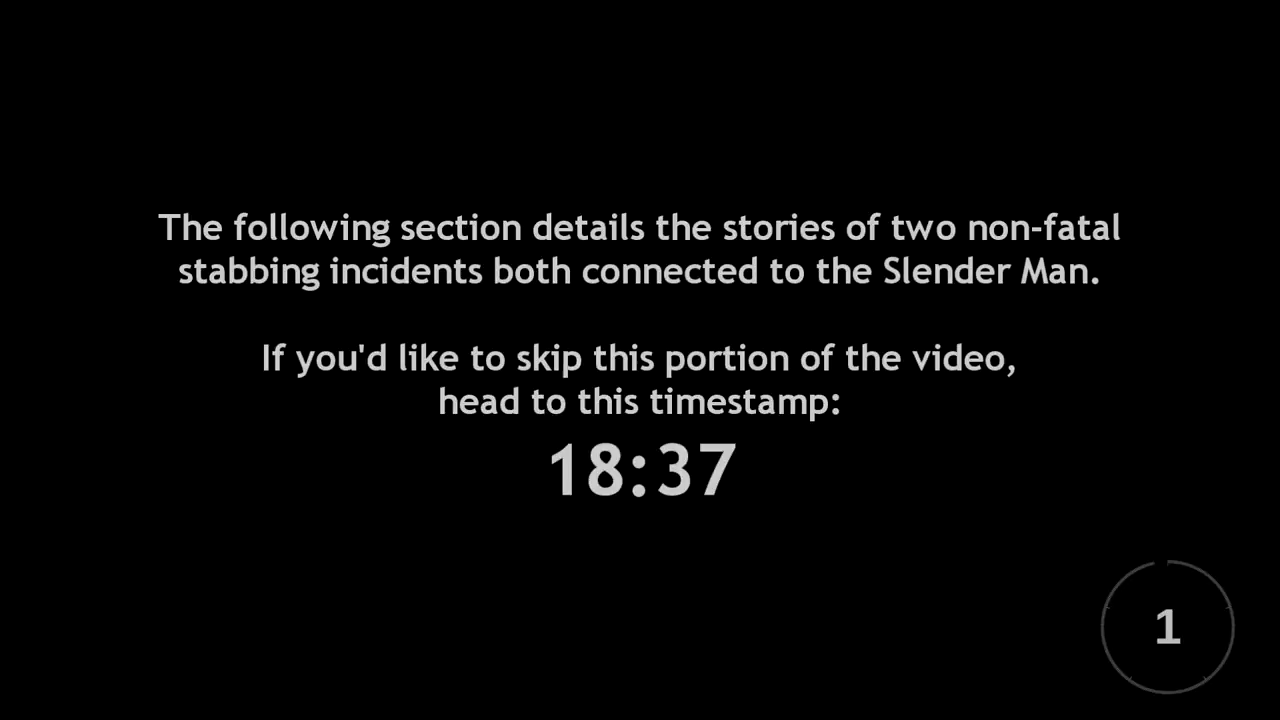 The following section details the stories of two non-fatal
stabbing incidents both connected to the Slender Man.
If you'd like to skip this portion of the video,
head to this timestamp:
18:37
1